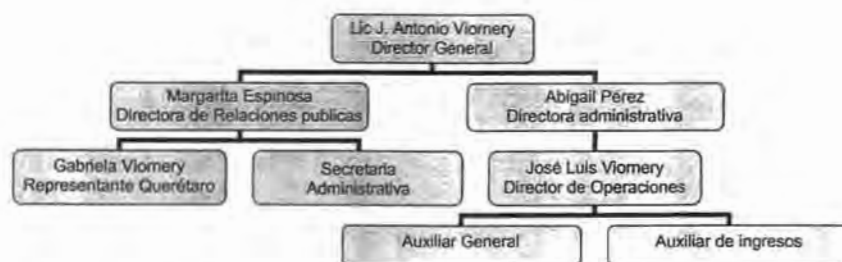 Lic J. Antonio Viornery
Director General
Margarita Espinosa
Directora de Relaciones publicas
Abigail Pérez
Directora administrativa
Gabriela Viornery
Representante Querétaro
Secretaria
Administrativa
José Luis Viornery
Director de Operaciones
Auxiliar General
Auxiliar de ingresos